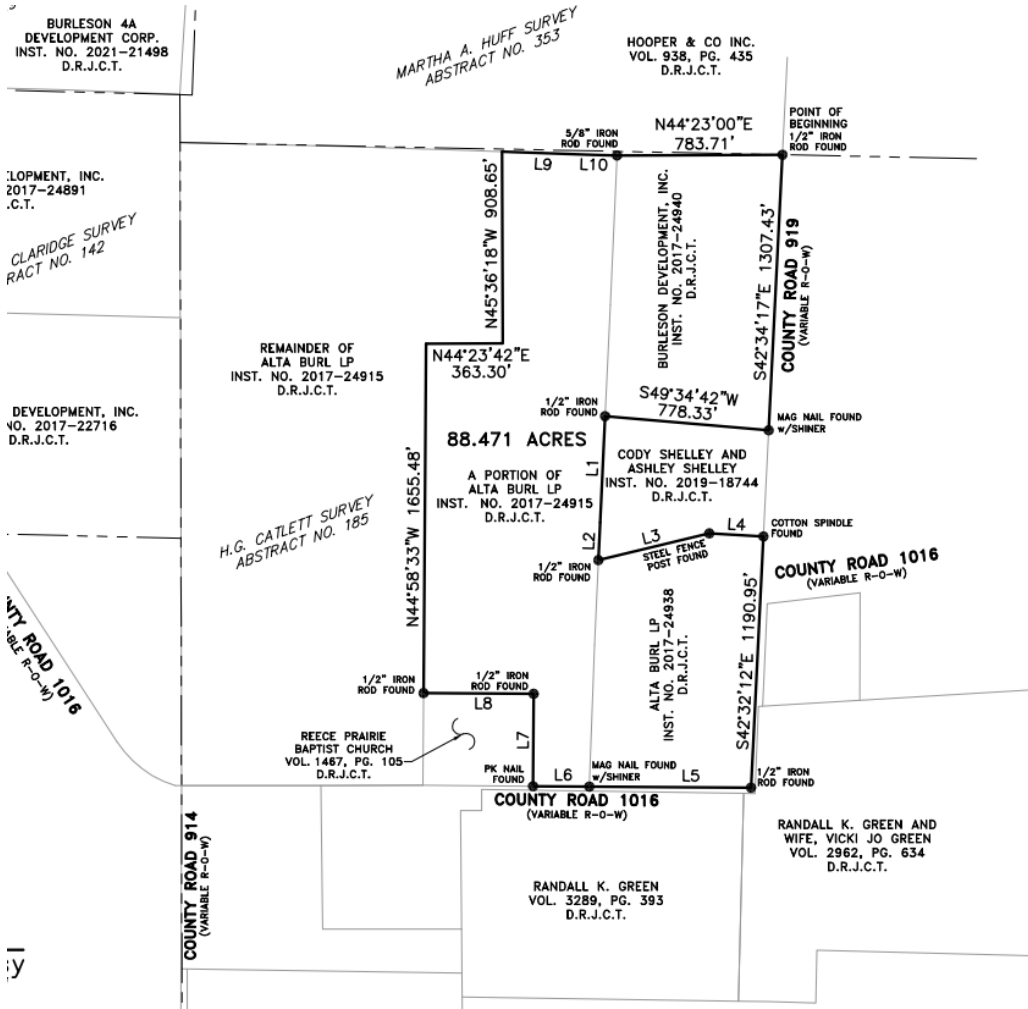 BURLESON 4A
DEVELOPMENT CORP.
INST. NO. 2021-21498
D.R.J.C.T.
MARTHA A. HUFF SURVEY
ABSTRACT NO. 353
HOOPER & CO INC.
VOL. 938, PG. 435
D.R.J.C.T.
POINT OF
BEGINNING
1/2" IRON
ROD FOUND
N44°23'00"E
783.71'
5/8" IRON
ROD FOUND
L9
L10
LOPMENT, INC.
2017-24891
.C.T.
CLARIDGE SURVEY
RACT NO. 142
N45°36'18"W 908.65'
BURLESON DEVELOPMENT, INC.
INST. NO. 2017-24940
D.R.J.C.T.
S42°34'17"E 1307.43'
COUNTY ROAD 919
(VARIABLE R-O-W)
REMAINDER OF
ALTA BURL LP
INST. NO. 2017-24915
D.R.J.C.T.
N44°23'42"E
363.30'
DEVELOPMENT, INC.
NO. 2017-22716
D.R.J.C.T.
1/2" IRON
ROD FOUND
S49°34'42"W
778.33'
MAG NAIL FOUND
w/SHINER
88.471 ACRES
A PORTION OF
ALTA BURL LP
INST. NO. 2017-24915
D.R.J.C.T.
L1
CODY SHELLEY AND
ASHLEY SHELLEY
INST. NO. 2019-18744
D.R.J.C.T.
H.G. CATLETT SURVEY
ABSTRACT NO. 185
N44°58'33"W 1655.48'
L2
L3
L4
STEEL FENCE
POST FOUND
COTTON SPINDLE
FOUND
1/2" IRON
ROD FOUND
COUNTY ROAD 1016
(VARIABLE R-O-W)
NTY ROAD 1016
ABLE R-O-W)
ALTA BURL LP
INST. NO. 2017-24938
D.R.J.C.T.
S42°32'12"E 1190.95'
1/2" IRON
ROD FOUND
1/2" IRON
ROD FOUND
L8
REECE PRAIRIE
BAPTIST CHURCH
VOL. 1467, PG. 105
D.R.J.C.T.
L7
PK NAIL
FOUND
L6
MAG NAIL FOUND
w/SHINER
L5
1/2" IRON
ROD FOUND
COUNTY ROAD 1016
(VARIABLE R-O-W)
COUNTY ROAD 914
(VARIABLE R-O-W)
RANDALL K. GREEN AND
WIFE, VICKI JO GREEN
VOL. 2962, PG. 634
D.R.J.C.T.
RANDALL K. GREEN
VOL. 3289, PG. 393
D.R.J.C.T.